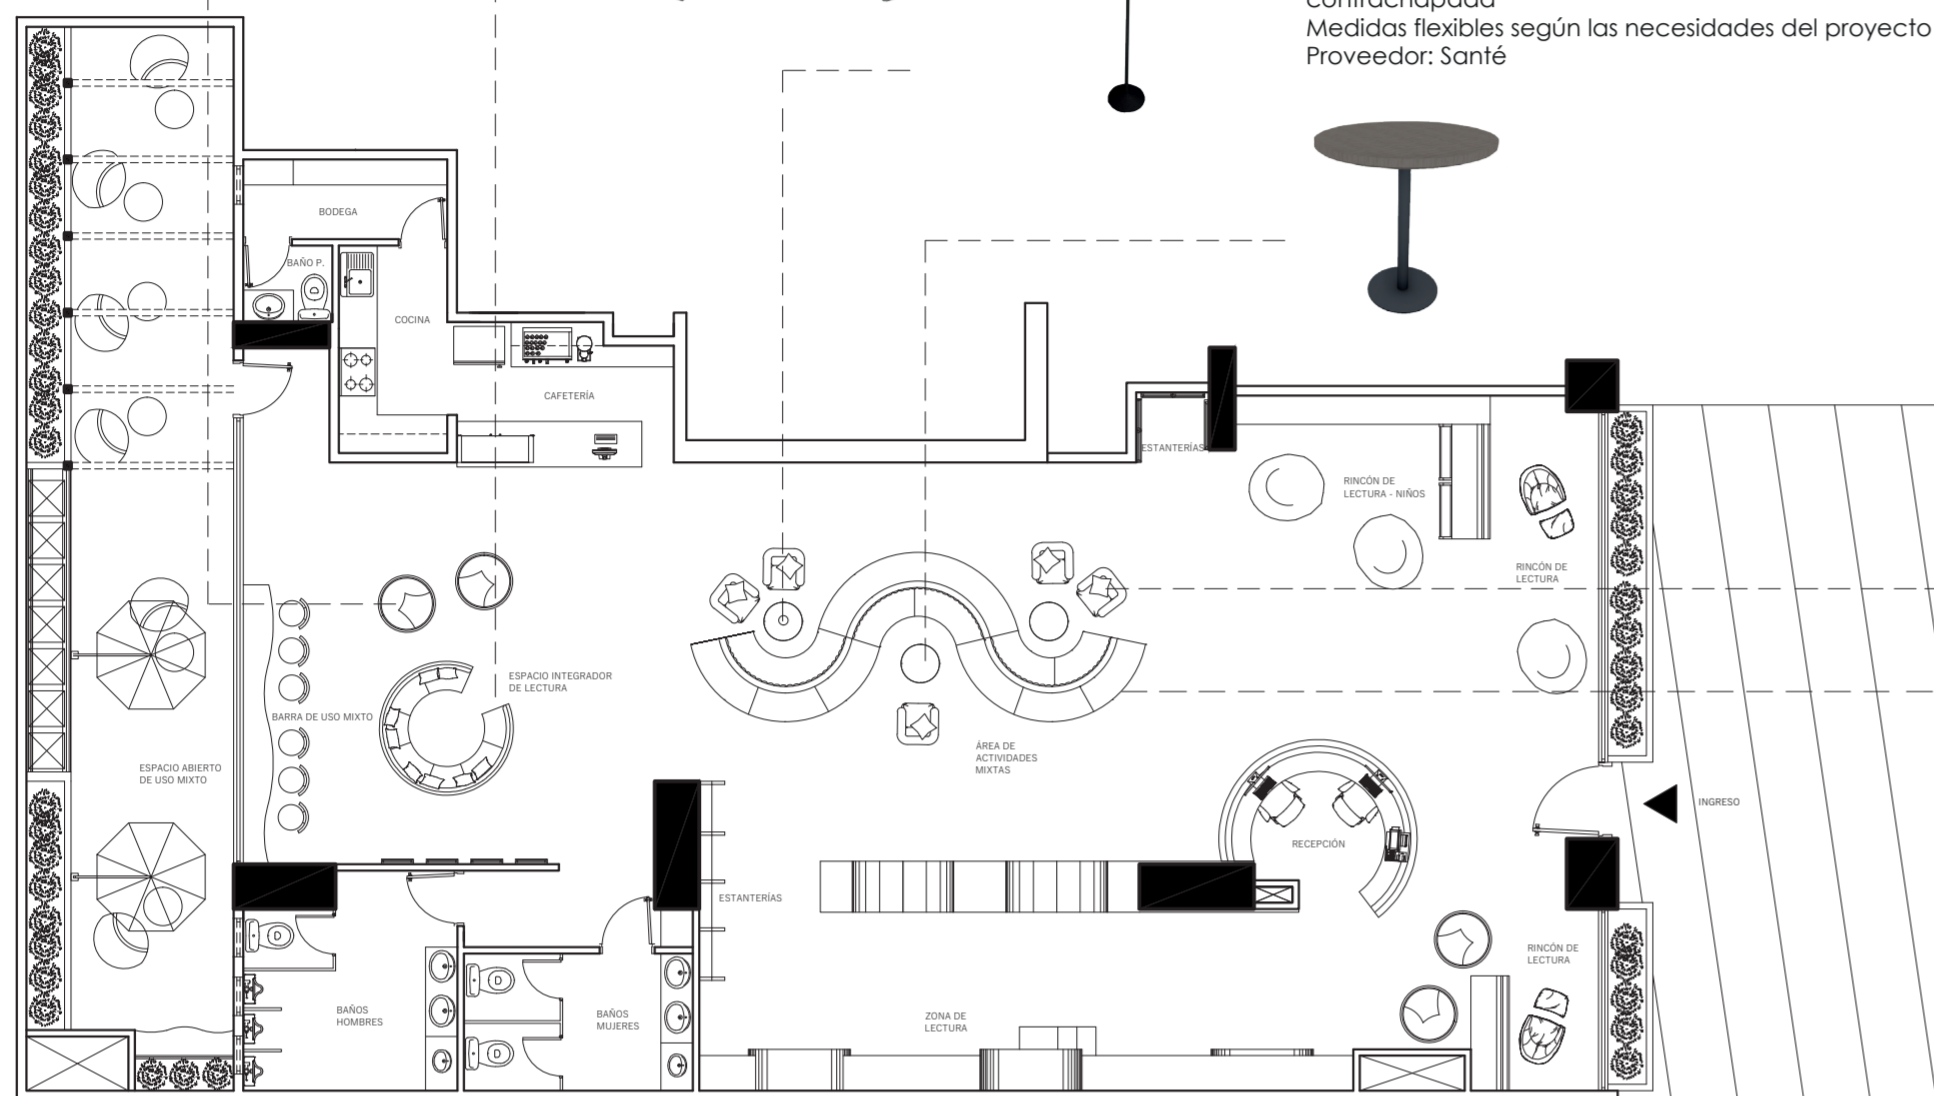 contrachapada
Medidas flexibles según las necesidades del proyecto
Proveedor: Santé
BODEGA
BAÑO P.
COCINA
CAFETERÍA
ESTANTERÍAS
RINCÓN DE
LECTURA - NIÑOS
RINCÓN DE
LECTURA
ESPACIO INTEGRADOR
DE LECTURA
BARRA DE USO MIXTO
ESPACIO ABIERTO
DE USO MIXTO
ÁREA DE
ACTIVIDADES
MIXTAS
INGRESO
RECEPCIÓN
ESTANTERÍAS
RINCÓN DE
LECTURA
BAÑOS
HOMBRES
BAÑOS
MUJERES
ZONA DE
LECTURA